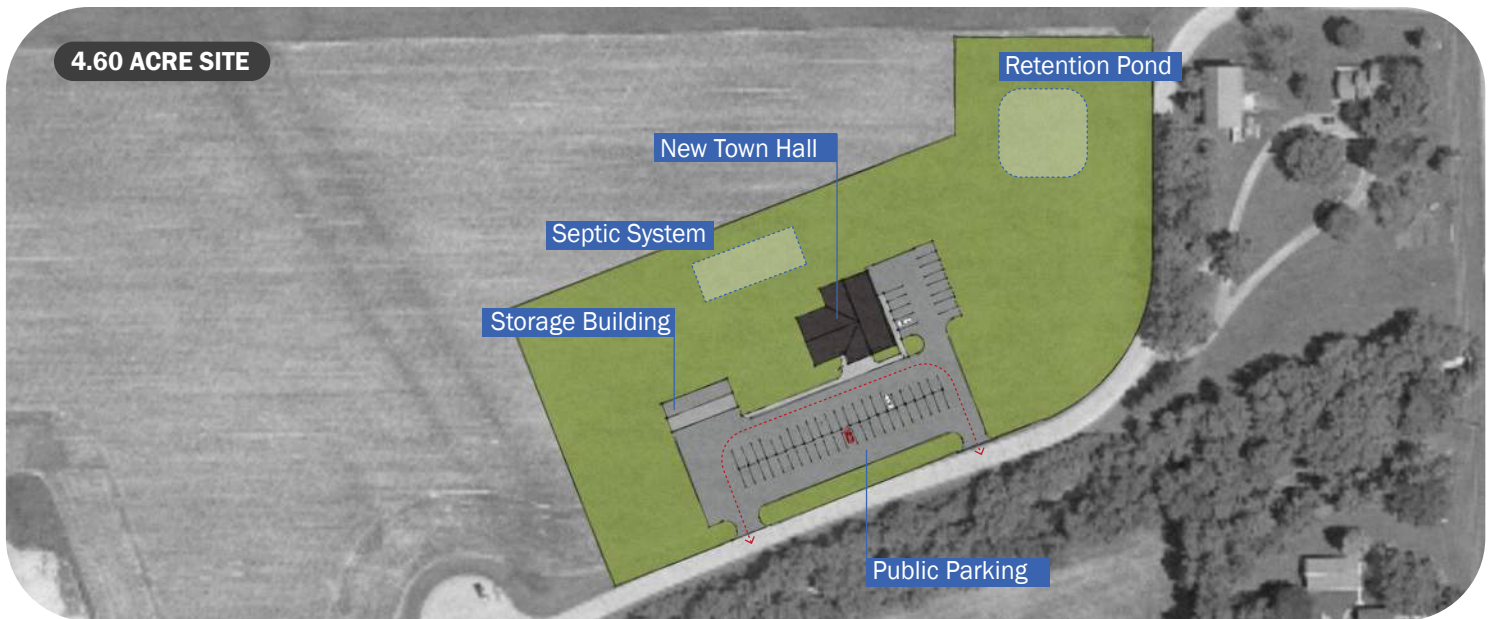 4.60 ACRE SITE
Retention Pond
New Town Hall
Septic System
Storage Building
Public Parking